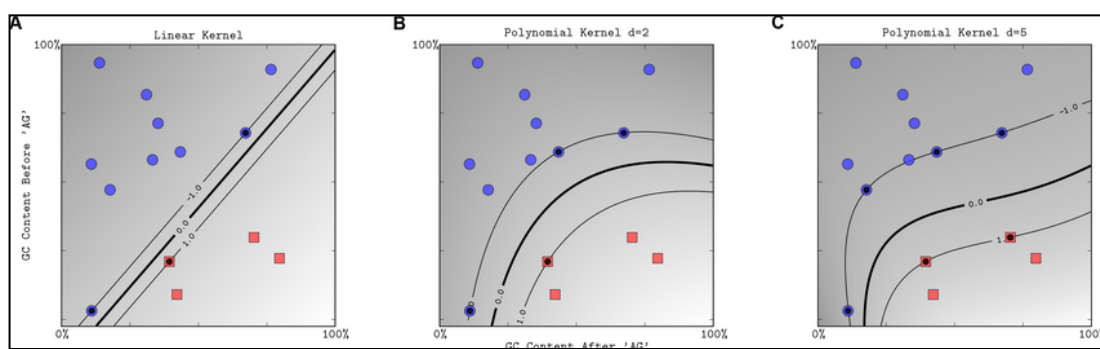 A
Linear Kernel
100%
GC Content Before 'AG'
-1.0
0.0
1.0
0%
100%
B
Polynomial Kernel d=2
100%
0.0
1.0
0%
100%
GC Content After 'AG'
C
Polynomial Kernel d=5
100%
-1.0
0.0
0%
100%